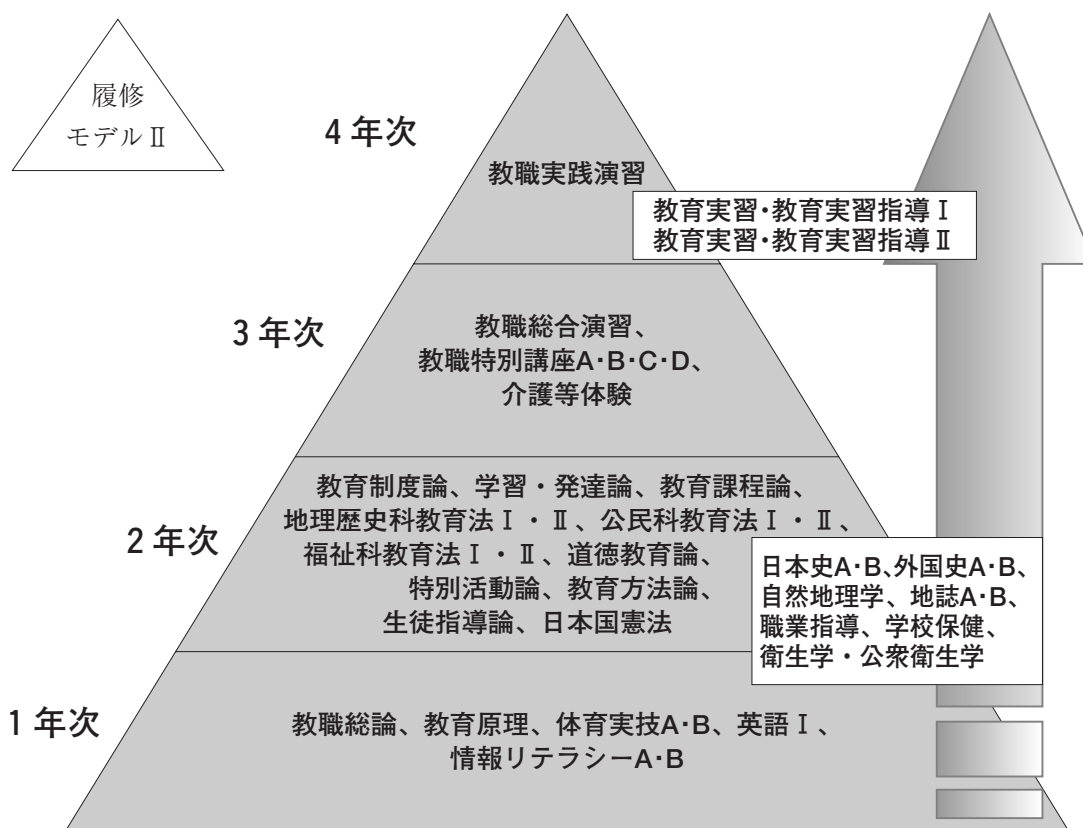 履修
モデルⅡ
4年次
教職実践演習
教育実習・教育実習指導Ⅰ
教育実習・教育実習指導Ⅱ
3年次
教職総合演習、
教職特別講座A・B・C・D、
介護等体験
2年次
教育制度論、学習・発達論、教育課程論、
地理歴史科教育法Ⅰ・Ⅱ、公民科教育法Ⅰ・Ⅱ、
福祉科教育法Ⅰ・Ⅱ、道徳教育論、
特別活動論、教育方法論、
生徒指導論、日本国憲法
日本史A・B、外国史A・B、
自然地理学、地誌A・B、
職業指導、学校保健、
衛生学・公衆衛生学
1年次
教職総論、教育原理、体育実技A・B、英語Ⅰ、
情報リテラシーA・B